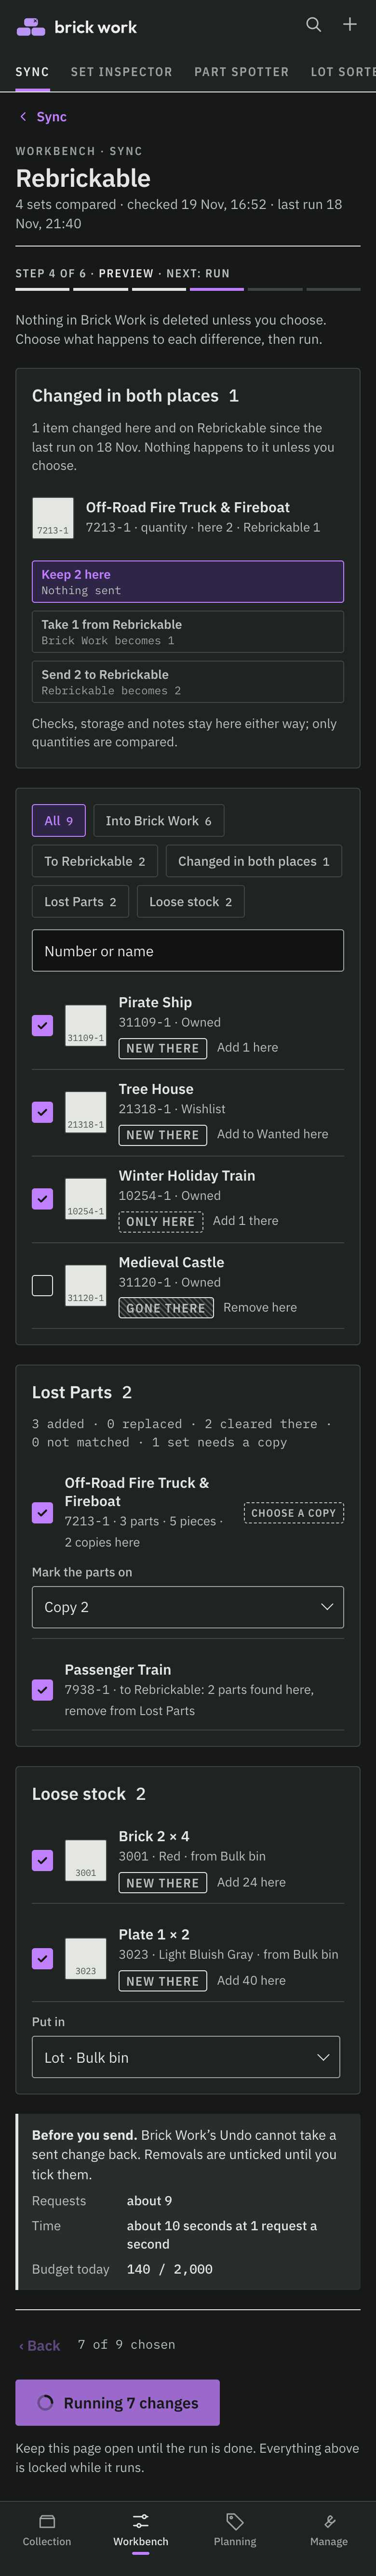 brick work
SYNC SET INSPECTOR PART SPOTTER LOT SORTE
Sync
WORKBENCH · SYNC
Rebrickable
4 sets compared · checked 19 Nov, 16:52 · last run 18
Nov, 21:40
STEP 4 OF 6 · PREVIEW · NEXT: RUN
Nothing in Brick Work is deleted unless you choose.
Choose what happens to each difference, then run.
Changed in both places 1
1 item changed here and on Rebrickable since the
last run on 18 Nov. Nothing happens to it unless you
choose.
7213-1
Off-Road Fire Truck & Fireboat
7213-1 · quantity · here 2 · Rebrickable 1
Keep 2 here
Nothing sent
Take 1 from Rebrickable
Brick Work becomes 1
Send 2 to Rebrickable
Rebrickable becomes 2
Checks, storage and notes stay here either way; only
quantities are compared.
All 9 Into Brick Work 6
To Rebrickable 2 Changed in both places 1
Lost Parts 2 Loose stock 2
Number or name
31109-1
Pirate Ship
31109-1 · Owned
NEW THERE Add 1 here
21318-1
Tree House
21318-1 · Wishlist
NEW THERE Add to Wanted here
10254-1
Winter Holiday Train
10254-1 · Owned
ONLY HERE Add 1 there
31120-1
Medieval Castle
31120-1 · Owned
GONE THERE Remove here
Lost Parts 2
3 added · 0 replaced · 2 cleared there ·
0 not matched · 1 set needs a copy
Off-Road Fire Truck &
Fireboat
7213-1 · 3 parts · 5 pieces ·
2 copies here
CHOOSE A COPY
Mark the parts on
Copy 2
Passenger Train
7938-1 · to Rebrickable: 2 parts found here,
remove from Lost Parts
Loose stock 2
3001
Brick 2 × 4
3001 · Red · from Bulk bin
NEW THERE Add 24 here
3023
Plate 1 × 2
3023 · Light Bluish Gray · from Bulk bin
NEW THERE Add 40 here
Put in
Lot · Bulk bin
Before you send. Brick Work's Undo cannot take a
sent change back. Removals are unticked until you
tick them.
Requests about 9
Time about 10 seconds at 1 request a
second
Budget today 140 / 2,000
‹ Back 7 of 9 chosen
Running 7 changes
Keep this page open until the run is done. Everything above
is locked while it runs.
Collection Workbench Planning Manage